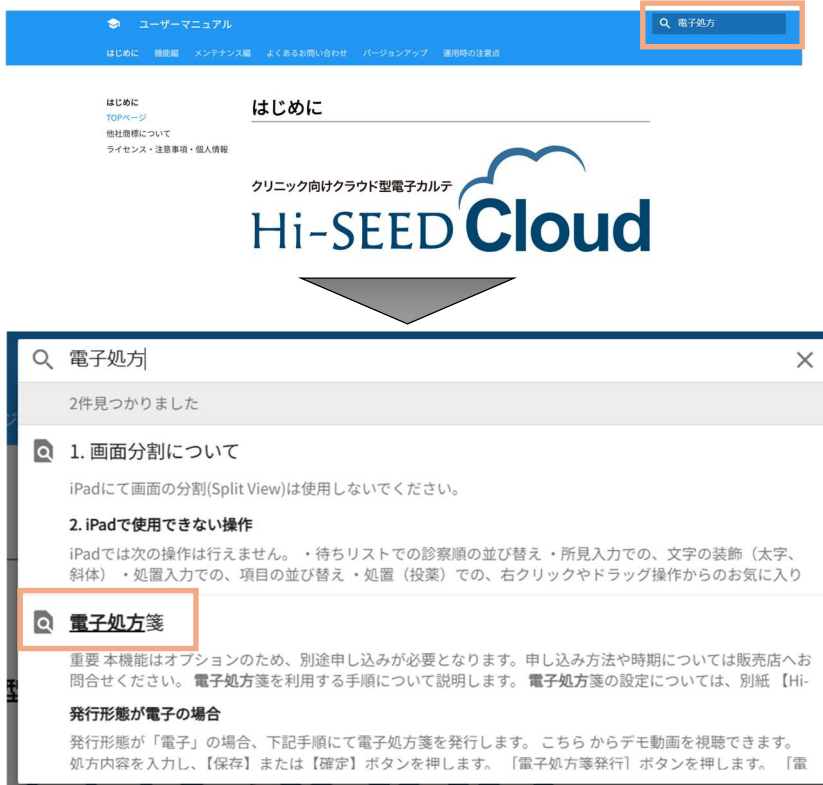 ユーザーマニュアル
電子処方
はじめに 機能編 メンテナンス編 よくあるお問い合わせ バージョンアップ 運用時の注意点
はじめに
TOPページ
他社商標について
ライセンス・注意事項・個人情報
はじめに
クリニック向けクラウド型電子カルテ
Hi-SEED Cloud
電子処方
2件見つかりました
1. 画面分割について
iPadにて画面の分割(Split View)は使用しないでください。
2. iPadで使用できない操作
iPadでは次の操作は行えません。 ・待ちリストでの診察順の並び替え ・所見入力での、文字の装飾（太字、
斜体） ・処置入力での、項目の並び替え ・処置（投薬）での、右クリックやドラッグ操作からのお気に入り
電子処方箋
重要 本機能はオプションのため、別途申し込みが必要となります。申し込み方法や時期については販売店へお
問合せください。 電子処方箋を利用する手順について説明します。 電子処方箋の設定については、別紙 【Hi-
発行形態が電子の場合
発行形態が「電子」の場合、下記手順にて電子処方箋を発行します。 こちら からデモ動画を視聴できます。
処方内容を入力し、【保存】または【確定】ボタンを押します。 ［電子処方箋発行］ボタンを押します。 「電